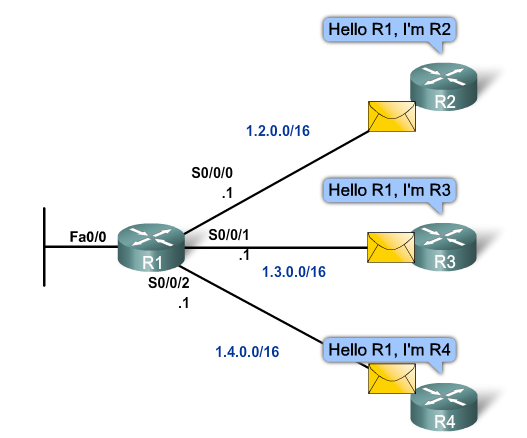 Hello R1, I'm R2
R2
1.2.0.0/16
S0/0/0
.1
Hello R1, I'm R3
Fa0/0
R1
S0/0/1
.1
R3
1.3.0.0/16
S0/0/2
.1
1.4.0.0/16
Hello R1, I'm R4
R4